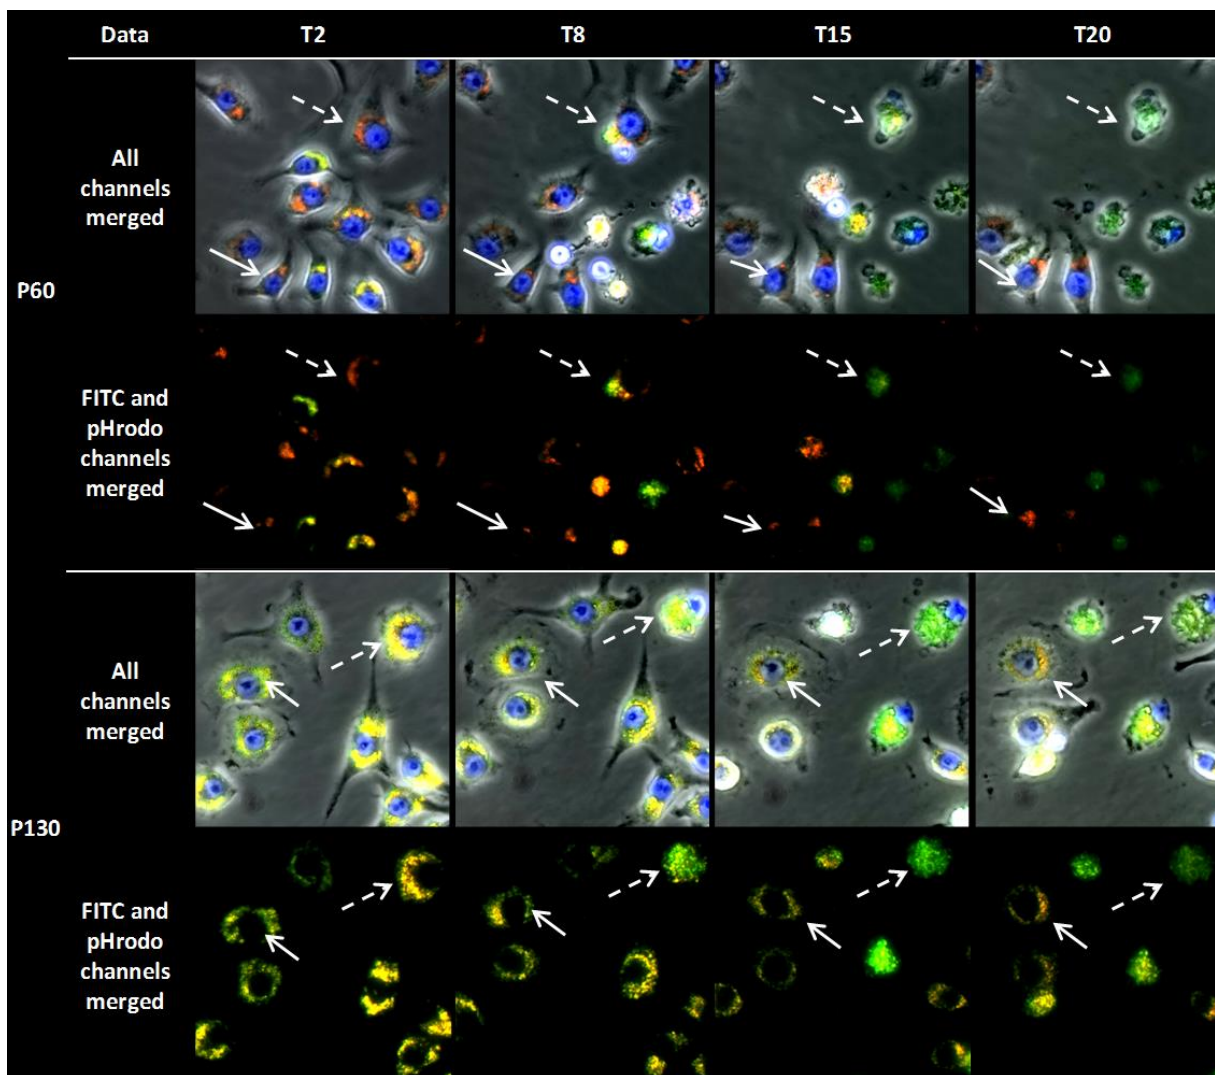 Data T2 T8 T15 T20
All
channels
merged
P60
FITC and
pHrodo
channels
merged
All
channels
merged
P130
FITC and
pHrodo
channels
merged